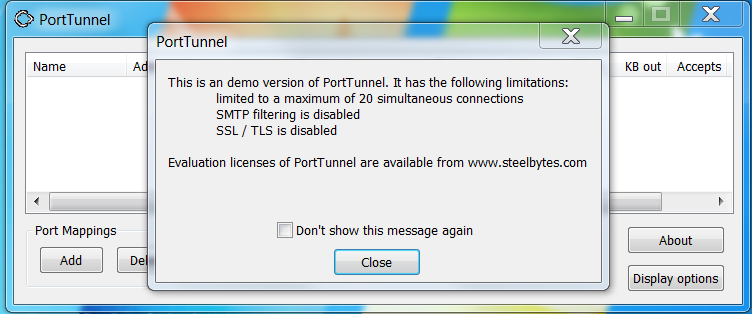 PortTunnel
PortTunnel
Name
KB out Accepts
This is an demo version of PortTunnel. It has the following limitations:
limited to a maximum of 20 simultaneous connections
SMTP filtering is disabled
SSL / TLS is disabled
Evaluation licenses of PortTunnel are available from www.steelbytes.com
Don't show this message again
Close
Port Mappings
Add
About
Display options